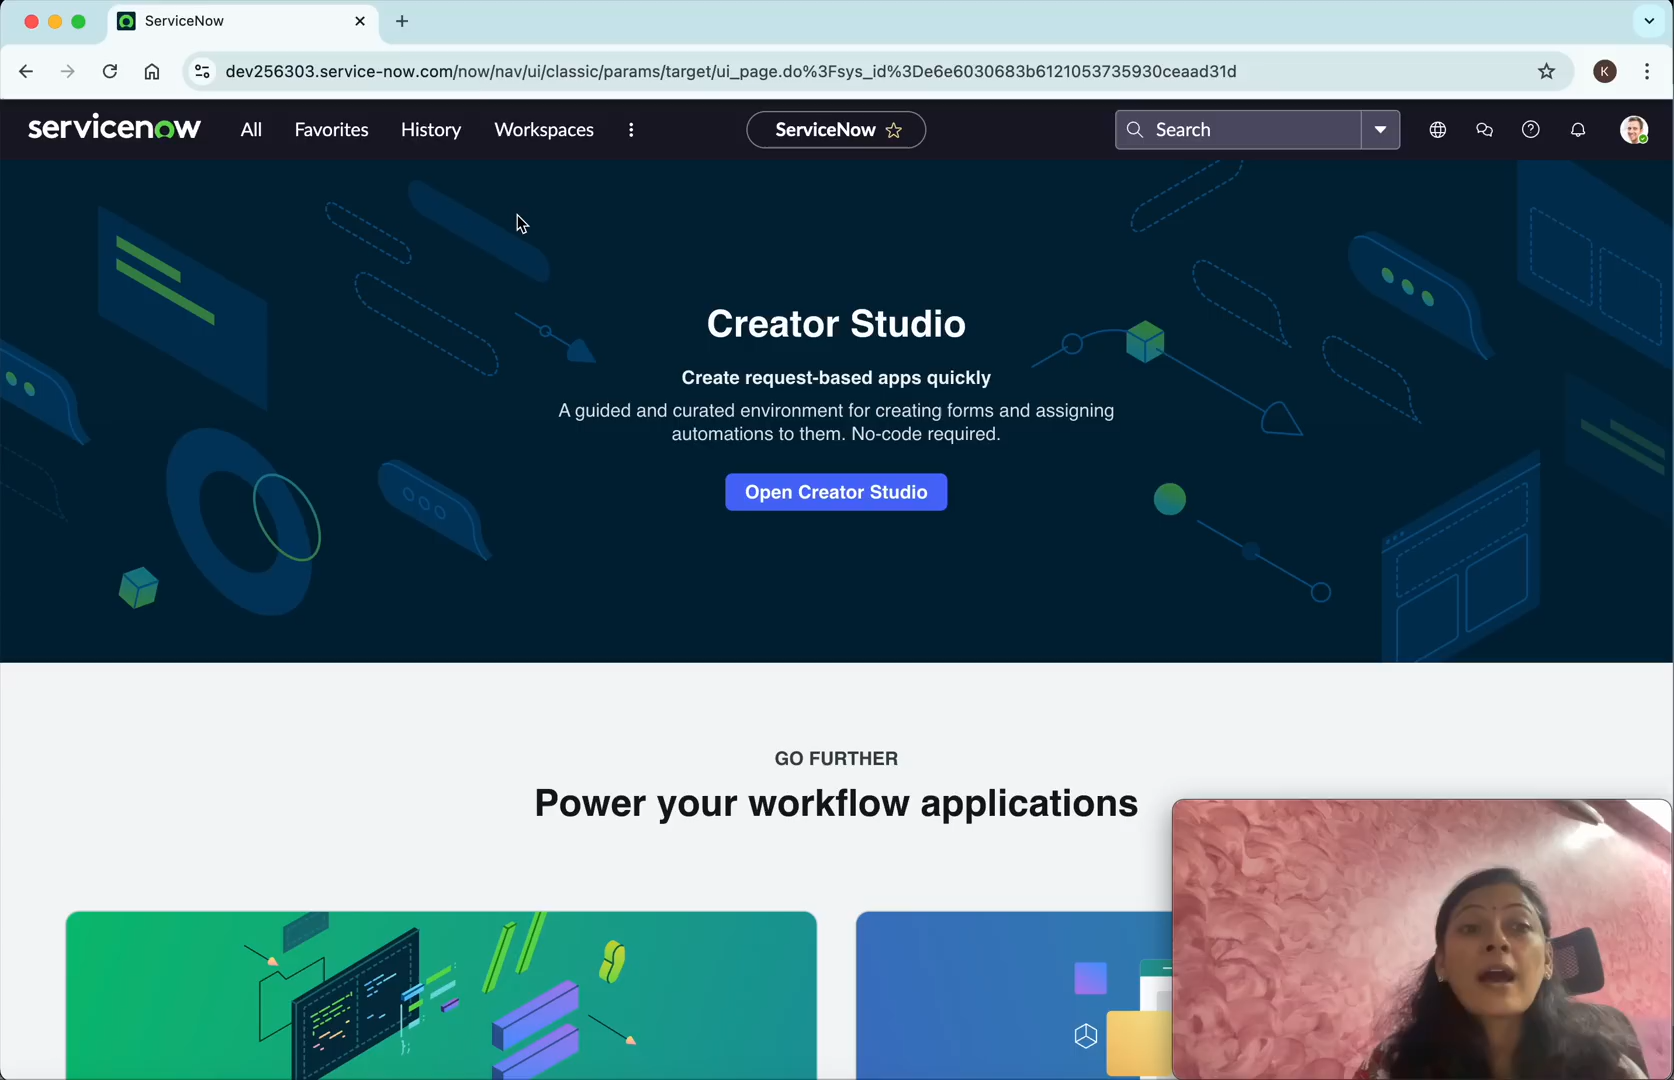 ServiceNow
dev256303.service-now.com/now/nav/ui/classic/params/target/ui_page.do%3Fsys_id%3De6e6030683b6121053735930ceaad31d
K
servicenow All Favorites History Workspaces ServiceNow Search
Creator Studio
Create request-based apps quickly
A guided and curated environment for creating forms and assigning
automations to them. No-code required.
Open Creator Studio
GO FURTHER
Power your workflow applications